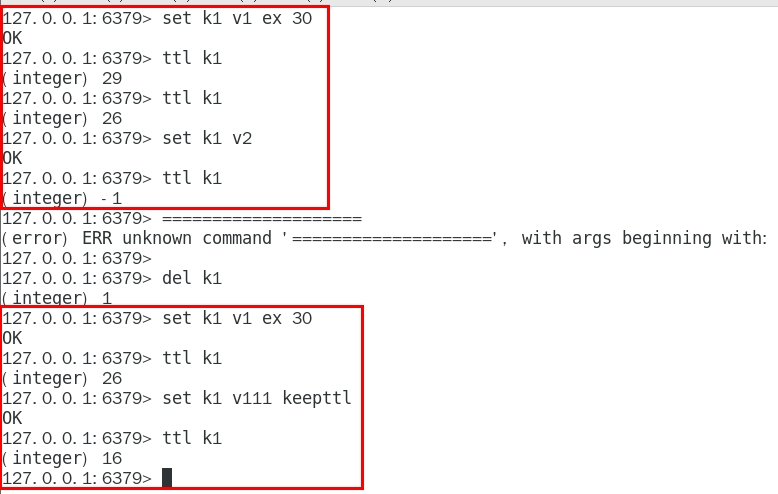 127.0.0.1:6379> set k1 v1 ex 30
OK
127.0.0.1:6379> ttl k1
(integer) 29
127.0.0.1:6379> ttl k1
(integer) 26
127.0.0.1:6379> set k1 v2
OK
127.0.0.1:6379> ttl k1
(integer) -1
127.0.0.1:6379> ====================
(error) ERR unknown command '====================', with args beginning with:
127.0.0.1:6379>
127.0.0.1:6379> del k1
(integer) 1
127.0.0.1:6379> set k1 v1 ex 30
OK
127.0.0.1:6379> ttl k1
(integer) 26
127.0.0.1:6379> set k1 v111 keepttl
OK
127.0.0.1:6379> ttl k1
(integer) 16
127.0.0.1:6379>